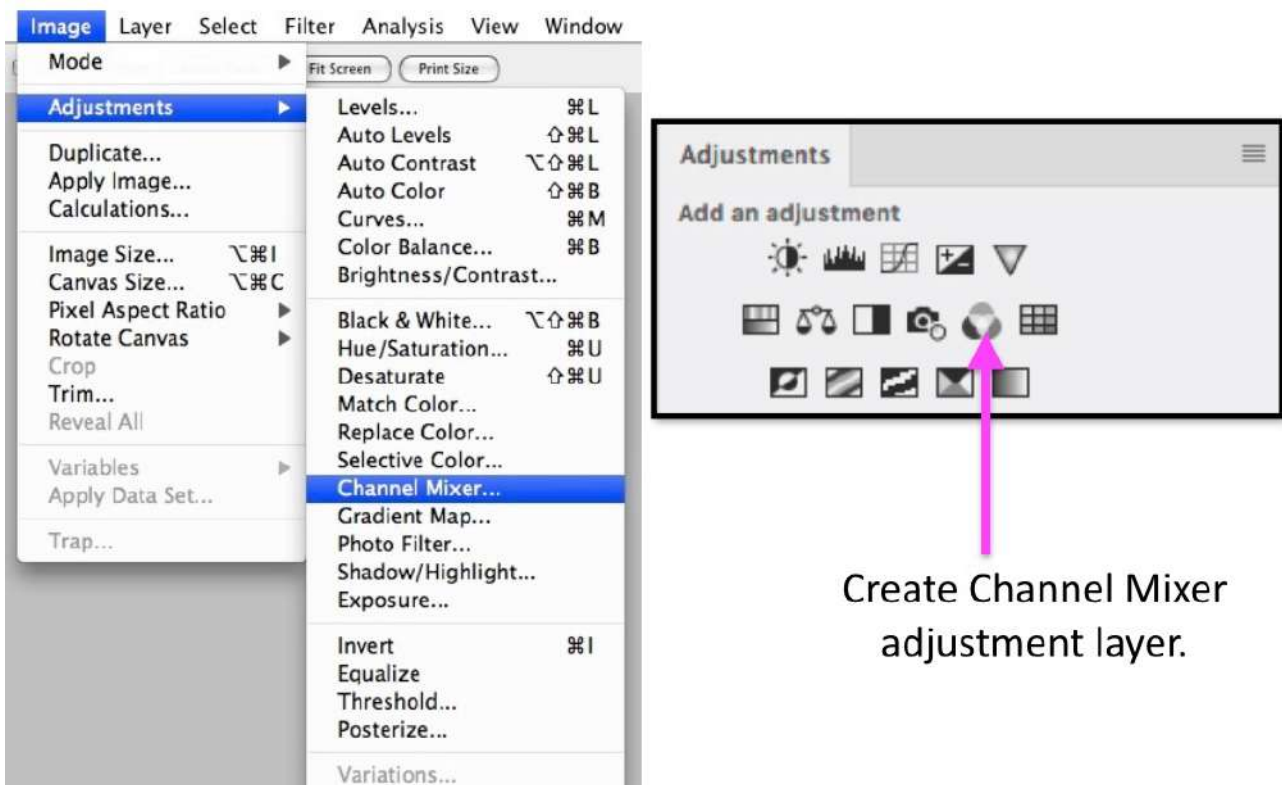 Image Layer Select Filter Analysis View Window
Fit Screen Print Size
Mode
Adjustments
Duplicate...
Apply Image...
Calculations...
Image Size... ⌥⌘I
Canvas Size... ⌥⌘C
Pixel Aspect Ratio
Rotate Canvas
Crop
Trim...
Reveal All
Variables
Apply Data Set...
Trap...
Levels... ⌘L
Auto Levels ⇧⌘L
Auto Contrast ⌥⇧⌘L
Auto Color ⇧⌘B
Curves... ⌘M
Color Balance... ⌘B
Brightness/Contrast...
Black & White... ⌥⇧⌘B
Hue/Saturation... ⌘U
Desaturate ⇧⌘U
Match Color...
Replace Color...
Selective Color...
Channel Mixer...
Gradient Map...
Photo Filter...
Shadow/Highlight...
Exposure...
Invert ⌘I
Equalize
Threshold...
Posterize...
Variations...
Adjustments
Add an adjustment
Create Channel Mixer
adjustment layer.